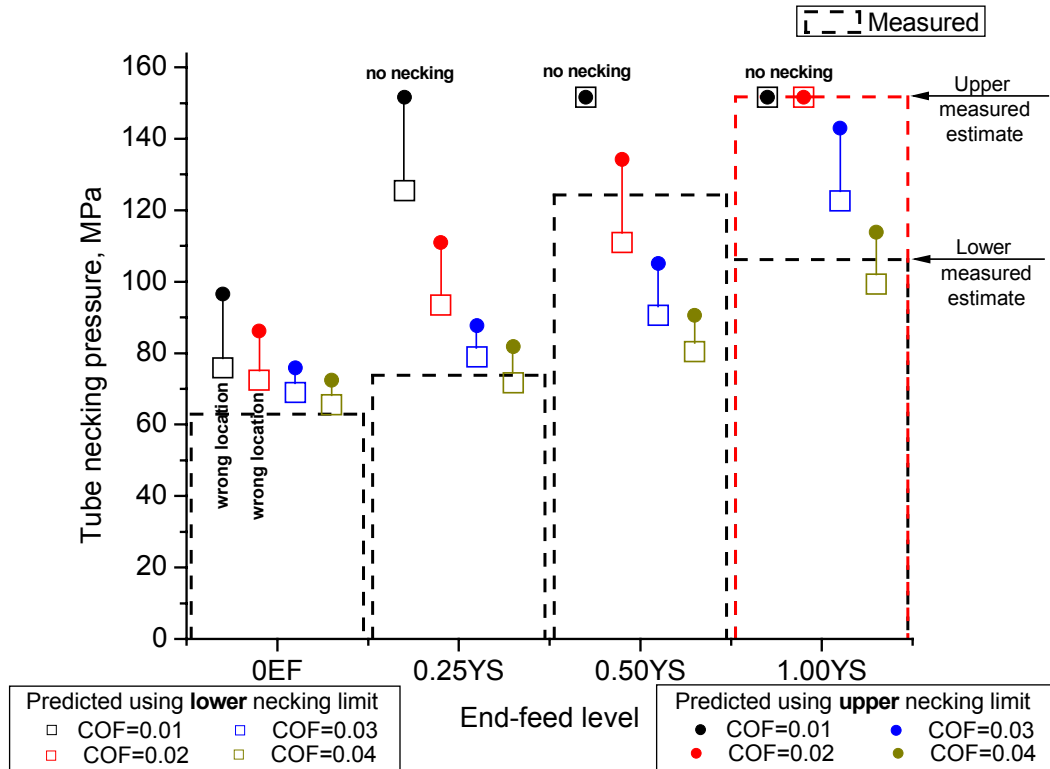 Measured
160
140
120
100
80
60
40
20
0
Tube necking pressure, MPa
no necking
no necking
no necking
wrong location
wrong location
Upper
measured
estimate
Lower
measured
estimate
0EF
0.25YS
0.50YS
1.00YS
End-feed level
Predicted using lower necking limit
COF=0.01
COF=0.03
COF=0.02
COF=0.04
Predicted using upper necking limit
COF=0.01
COF=0.03
COF=0.02
COF=0.04